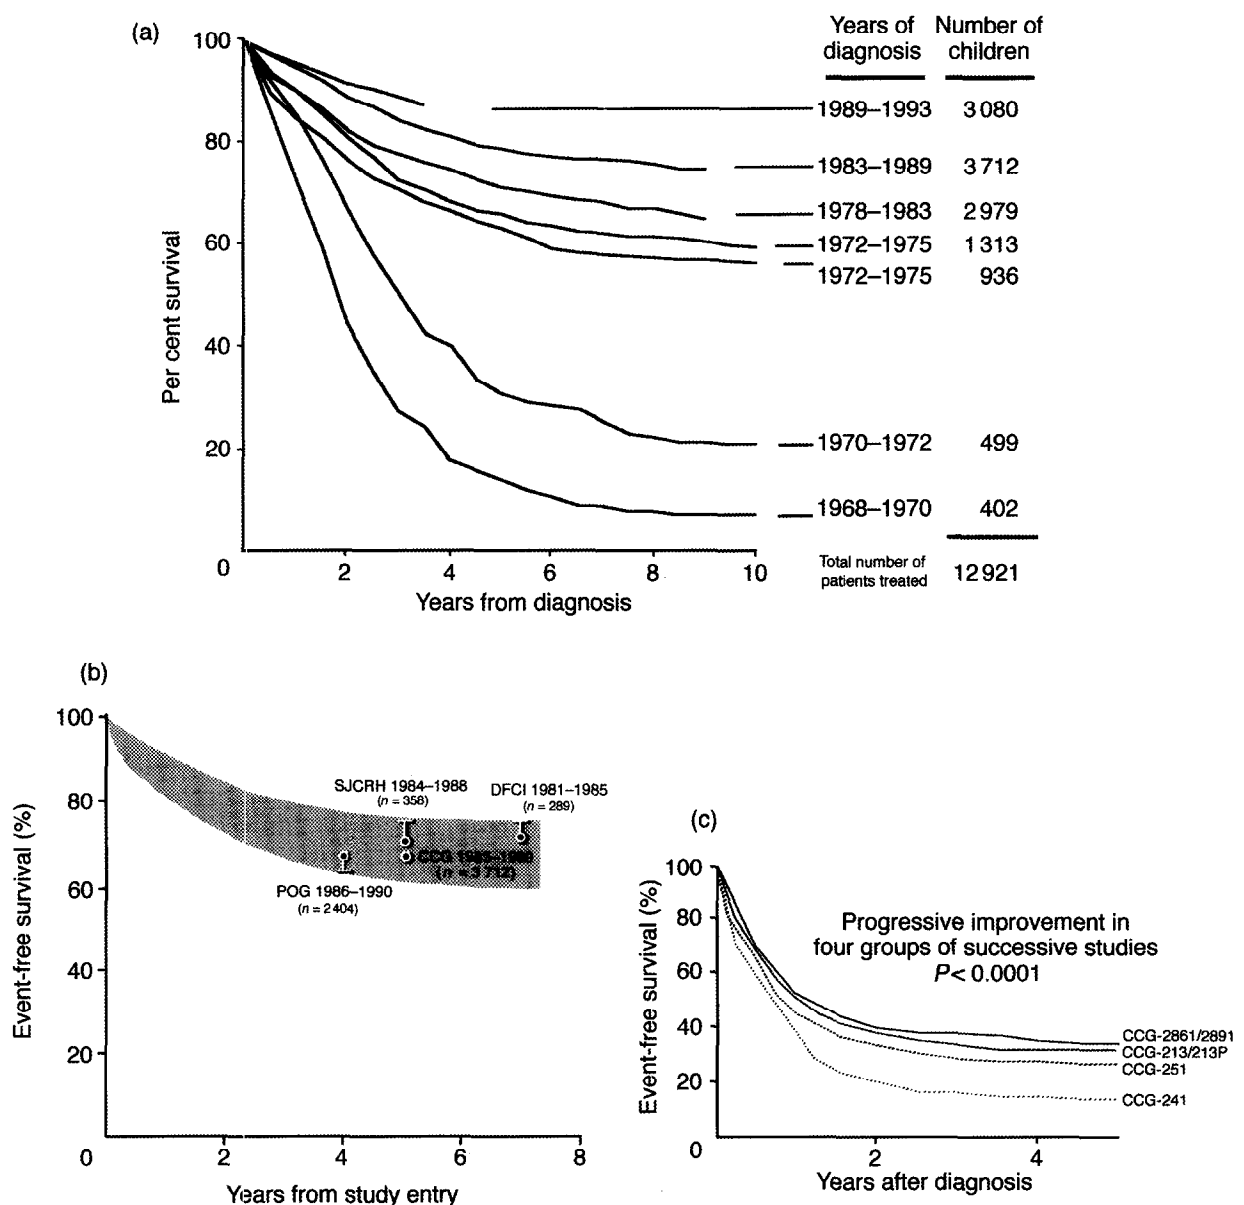 (a)
Years of diagnosis
Number of children
100
80
60
40
20
0
2
4
6
8
10
Per cent survival
Years from diagnosis
1989–1993 3 080
1983–1989 3 712
1978–1983 2 979
1972–1975 1 313
1972–1975 936
1970–1972 499
1968–1970 402
Total number of
patients treated
12 921
(b)
100
80
60
40
20
0
2
4
6
8
Event-free survival (%)
Years from study entry
SJCRH 1984–1988
(n = 358)
DFCI 1981–1985
(n = 289)
CCG
(n = 3 712)
POG 1986–1990
(n = 2 404)
(c)
100
80
60
40
20
0
2
4
Event-free survival (%)
Years after diagnosis
Progressive improvement in
four groups of successive studies
P< 0.0001
CCG-2861/2891
CCG-213/213P
CCG-251
CCG-241